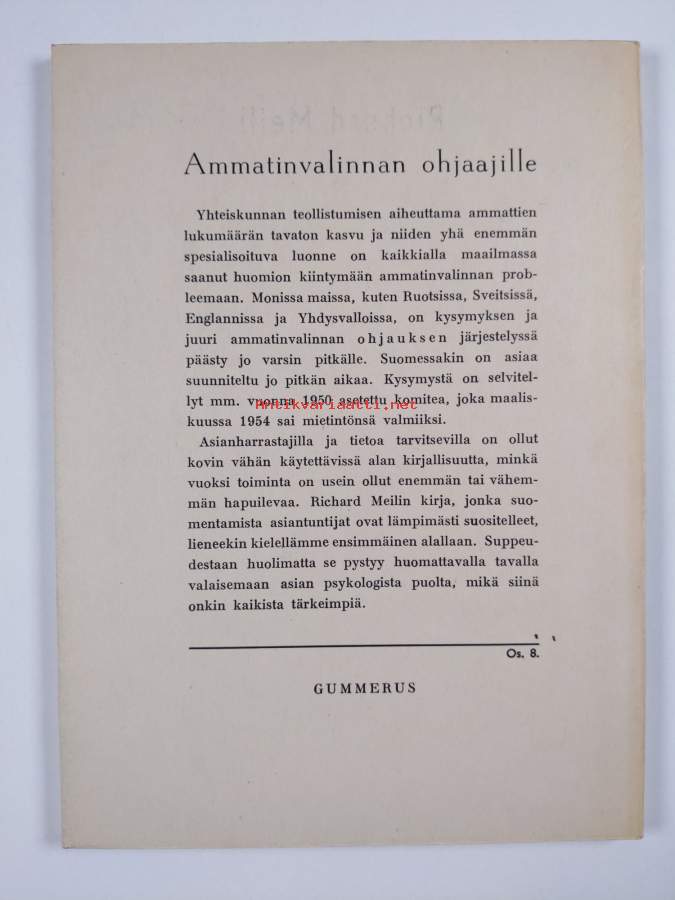 Ammatinvalinnan ohjaajille
Yhteiskunnan teollistumisen aiheuttama ammattien
lukumäärän tavaton kasvu ja niiden yhä enemmän
spesialisoituva luonne on kaikkialla maailmassa
saanut huomion kiintymään ammatinvalinnan prob-
leemaan. Monissa maissa, kuten Ruotsissa, Sveitsissä,
Englannissa ja Yhdysvalloissa, on kysymyksen ja
juuri ammatinvalinnan ohjauksen järjestelyssä
päästy jo varsin pitkälle. Suomessakin on asiaa
suunniteltu jo pitkän aikaa. Kysymystä on selvitel-
lyt mm. vuonna 1950 asetettu komitea, joka maalis-
Antikvariaatti.net
kuussa 1954 sai mietintönsä valmiiksi.
Asianharrastajilla ja tietoa tarvitsevilla on ollut
kovin vähän käytettävissä alan kirjallisuutta, minkä
vuoksi toiminta on usein ollut enemmän tai vähem-
män hapuilevaa. Richard Meilin kirja, jonka suo-
mentamista asiantuntijat ovat lämpimästi suositelleet,
lieneekin kielellämme ensimmäinen alallaan. Suppeu-
destaan huolimatta se pystyy huomattavalla tavalla
valaisemaan asian psykologista puolta, mikä siinä
onkin kaikista tärkeimpiä.
Os. 8.
GUMMERUS